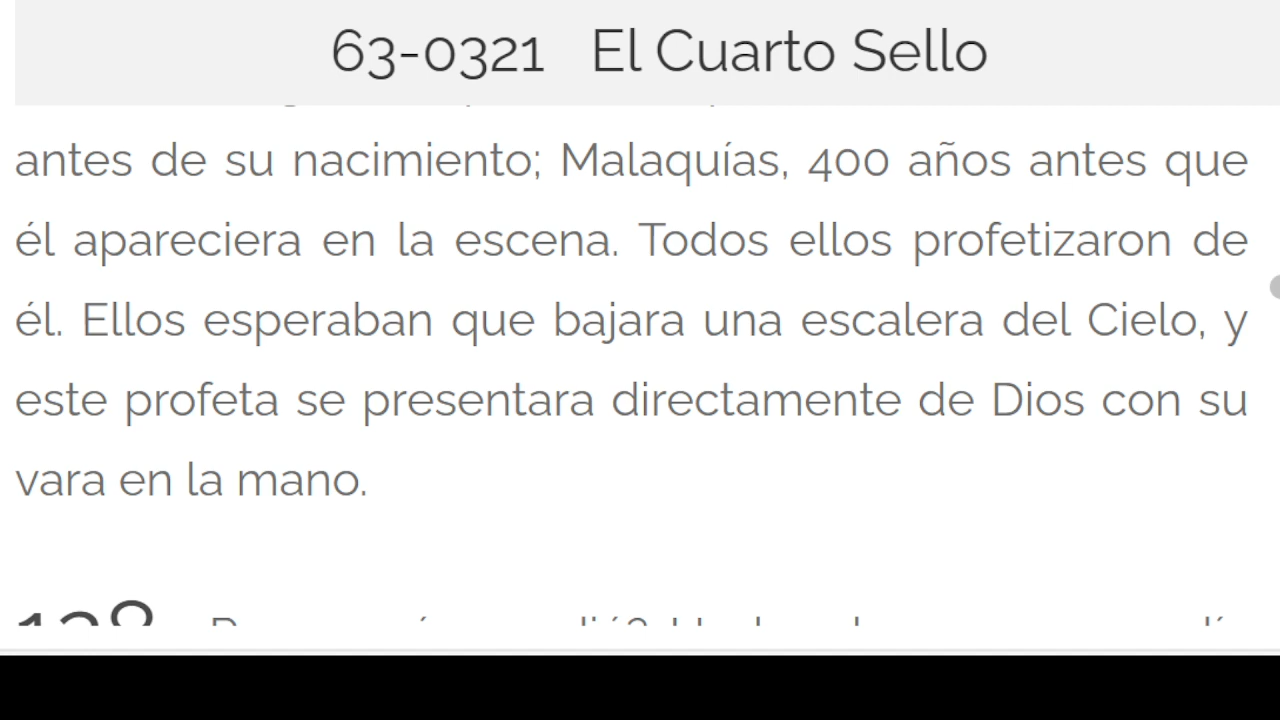 63-0321 El Cuarto Sello
antes de su nacimiento; Malaquías, 400 años antes que
él apareciera en la escena. Todos ellos profetizaron de
él. Ellos esperaban que bajara una escalera del Cielo, y
este profeta se presentara directamente de Dios con su
vara en la mano.